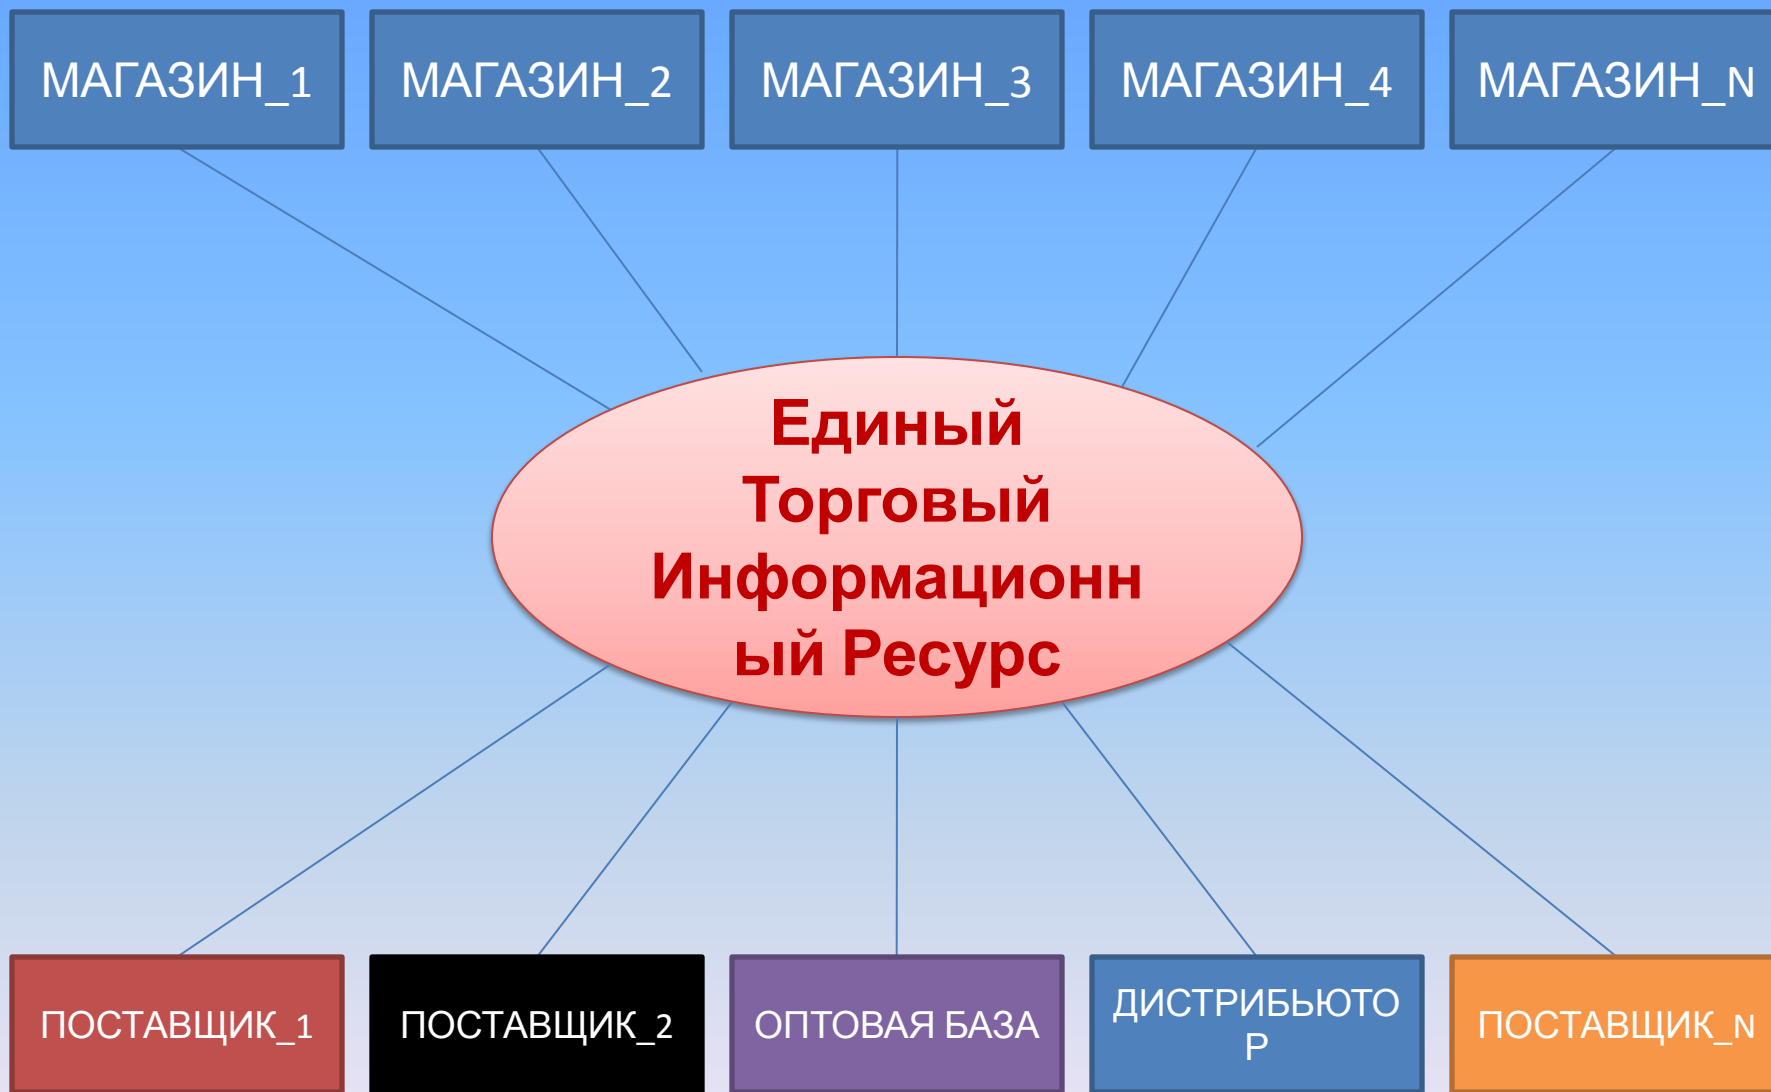 МАГАЗИН_1
МАГАЗИН_2
МАГАЗИН_3
МАГАЗИН_4
МАГАЗИН_N
Единый
Торговый
Информационн
ый Ресурс
ПОСТАВЩИК_1
ПОСТАВЩИК_2
ОПТОВАЯ БАЗА
ДИСТРИБЬЮТО
Р
ПОСТАВЩИК_N